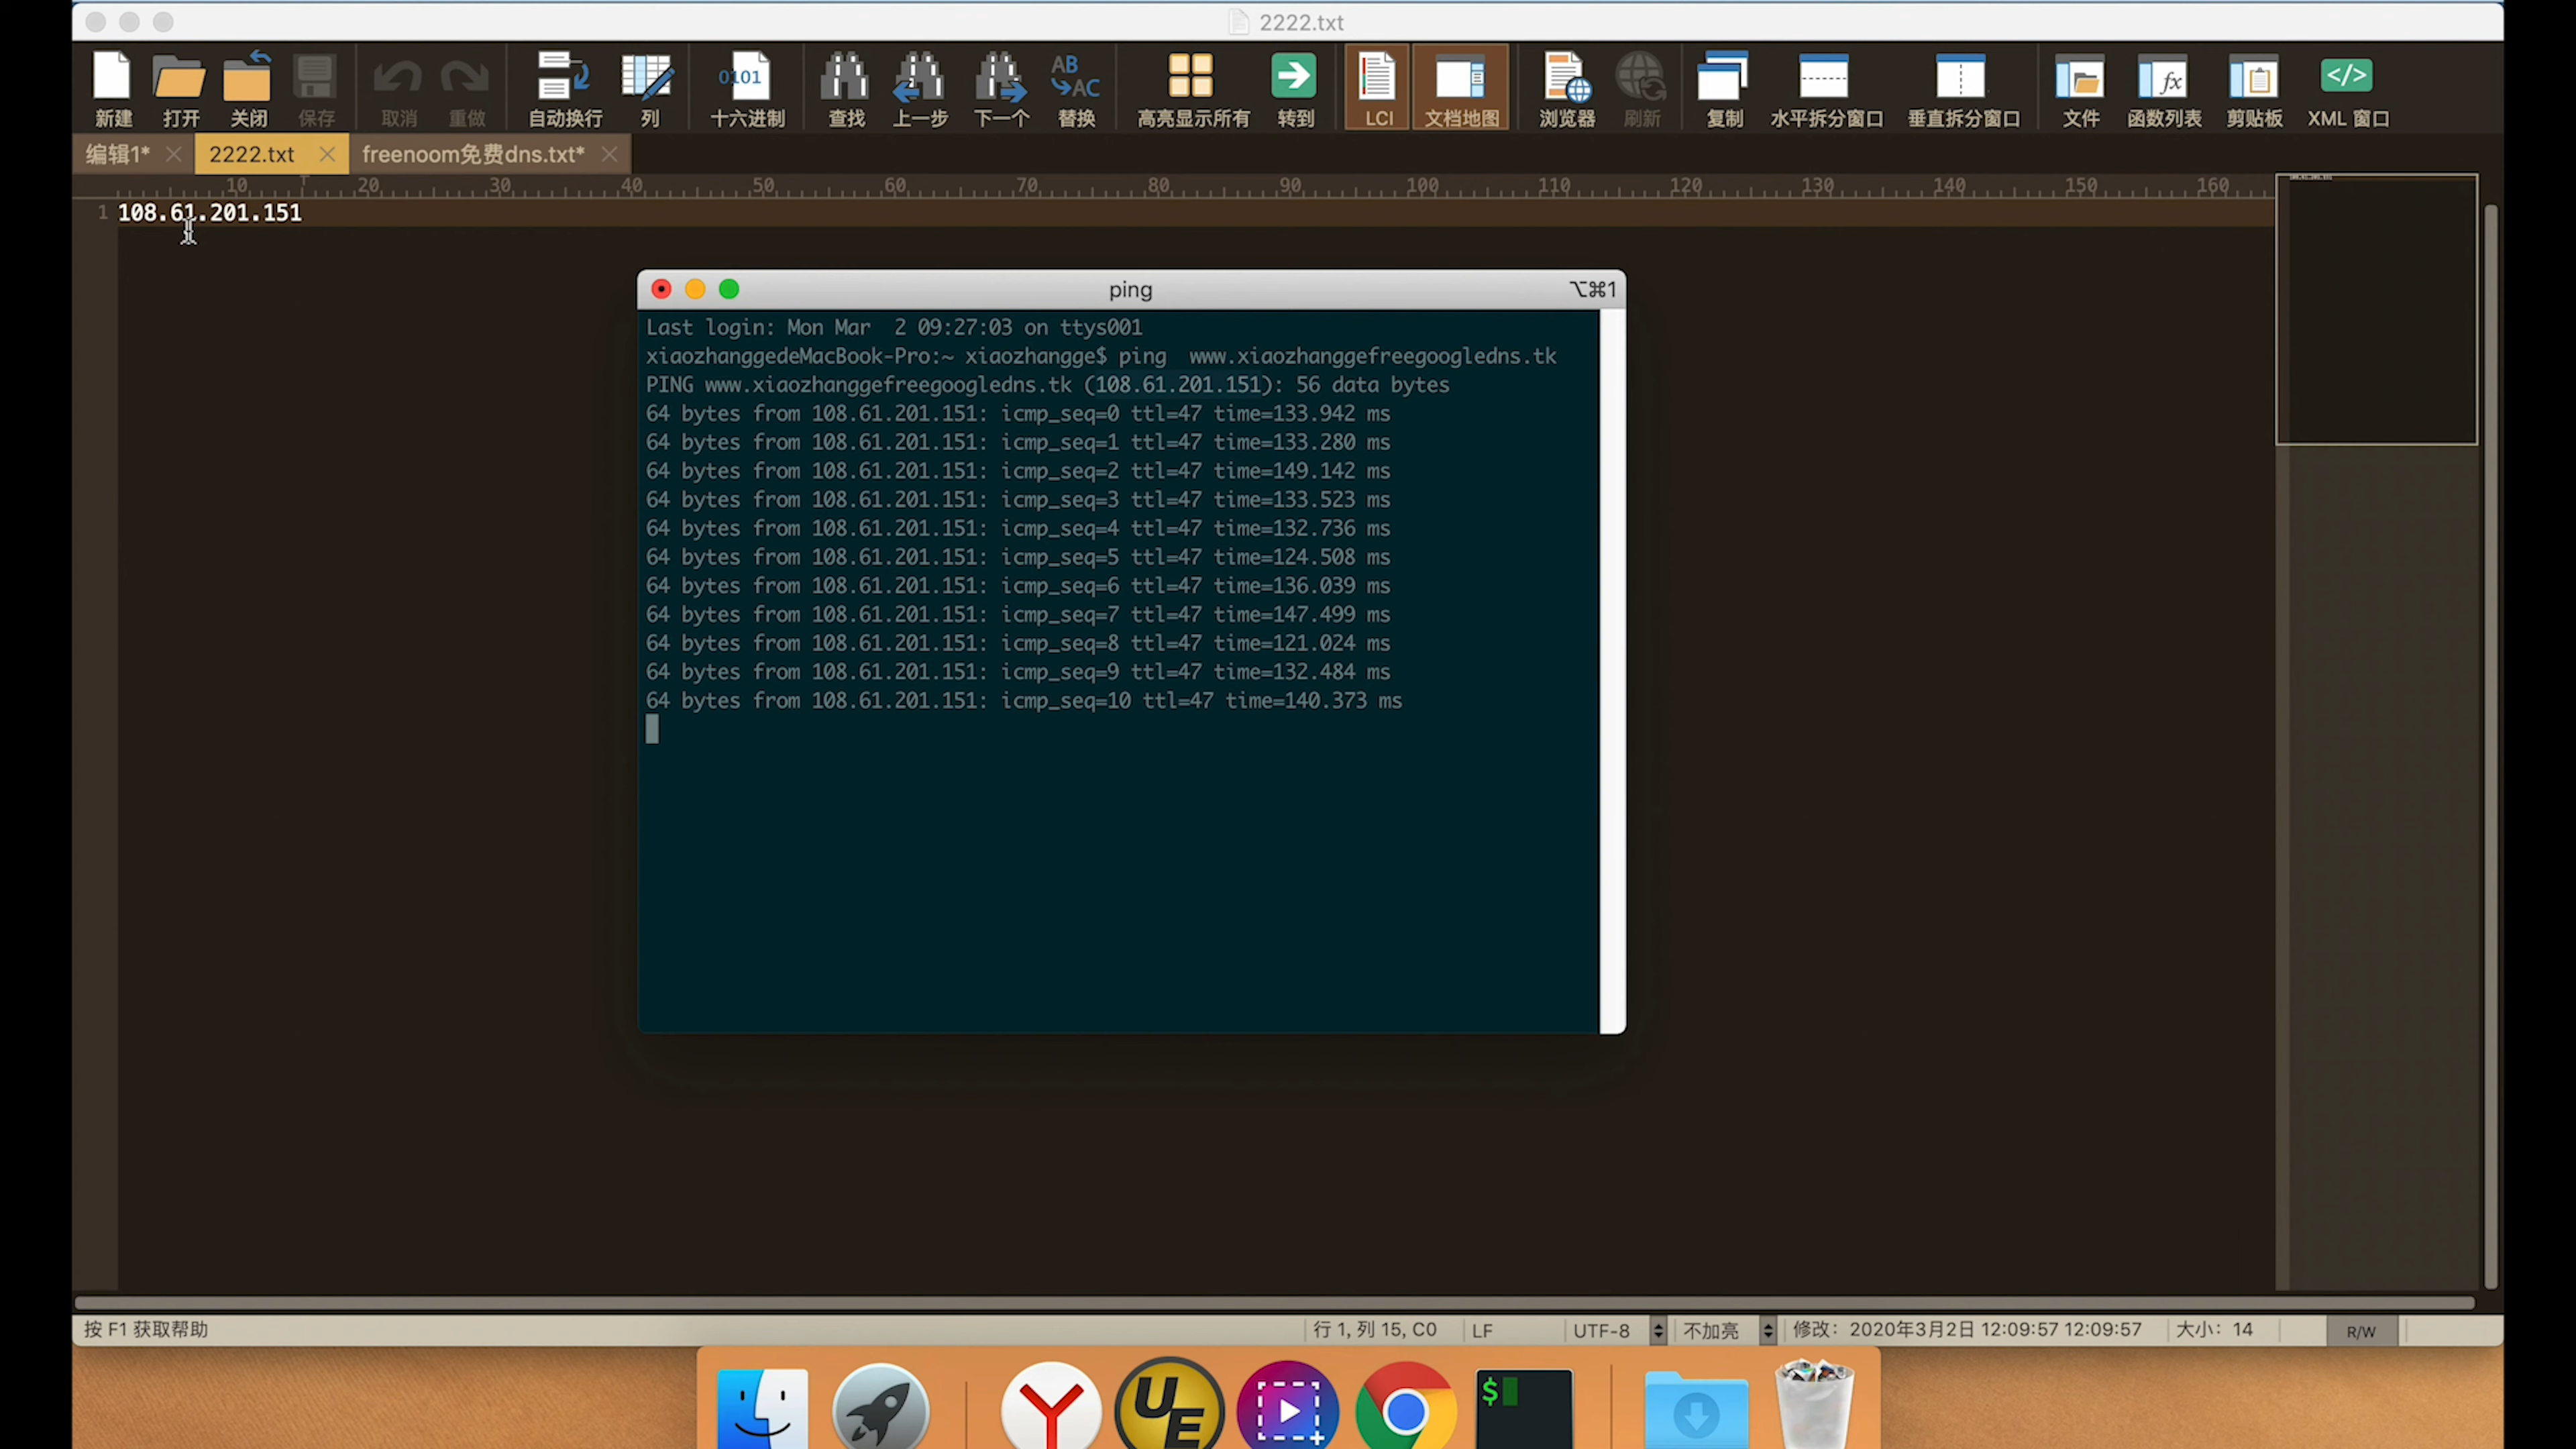 2222.txt
新建 打开 关闭 保存 取消 重做 自动换行 列 0101 十六进制 查找 上一步 下一个 AB AC 替换 高亮显示所有 转到 LCI 文档地图 浏览器 刷新 复制 水平拆分窗口 垂直拆分窗口 文件 fx 函数列表 剪贴板 </> XML 窗口
编辑1* 2222.txt freenoom免费dns.txt*
10 20 30 40 50 60 70 80 90 100 110 120 130 140 150 160
1 108.61.201.151
ping ⌥⌘1
Last login: Mon Mar  2 09:27:03 on ttys001
xiaozhanggedeMacBook-Pro:~ xiaozhangge$ ping  www.xiaozhanggefreegoogledns.tk
PING www.xiaozhanggefreegoogledns.tk (108.61.201.151): 56 data bytes
64 bytes from 108.61.201.151: icmp_seq=0 ttl=47 time=133.942 ms
64 bytes from 108.61.201.151: icmp_seq=1 ttl=47 time=133.280 ms
64 bytes from 108.61.201.151: icmp_seq=2 ttl=47 time=149.142 ms
64 bytes from 108.61.201.151: icmp_seq=3 ttl=47 time=133.523 ms
64 bytes from 108.61.201.151: icmp_seq=4 ttl=47 time=132.736 ms
64 bytes from 108.61.201.151: icmp_seq=5 ttl=47 time=124.508 ms
64 bytes from 108.61.201.151: icmp_seq=6 ttl=47 time=136.039 ms
64 bytes from 108.61.201.151: icmp_seq=7 ttl=47 time=147.499 ms
64 bytes from 108.61.201.151: icmp_seq=8 ttl=47 time=121.024 ms
64 bytes from 108.61.201.151: icmp_seq=9 ttl=47 time=132.484 ms
64 bytes from 108.61.201.151: icmp_seq=10 ttl=47 time=140.373 ms
按 F1 获取帮助 行 1, 列 15, C0 LF UTF-8 不加亮 修改: 2020年3月2日 12:09:57 12:09:57 大小: 14 R/W
Y UE $